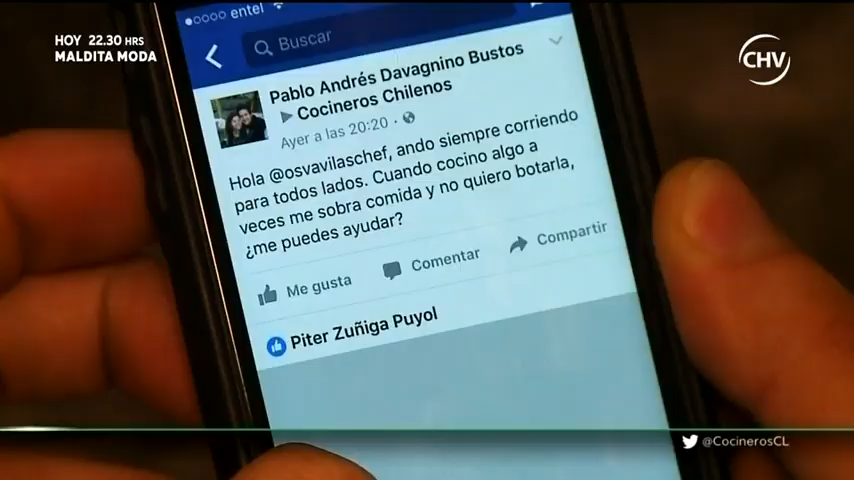 HOY 22.30 HRS
MALDITA MODA
CHV
entel
Buscar
Pablo Andrés Davagnino Bustos
Cocineros Chilenos
Ayer a las 20:20 ·
Hola @osvavilaschef, ando siempre corriendo
para todos lados. Cuando cocino algo a
veces me sobra comida y no quiero botarla,
¿me puedes ayudar?
Me gusta Comentar Compartir
Piter Zuñiga Puyol
@CocinerosCL